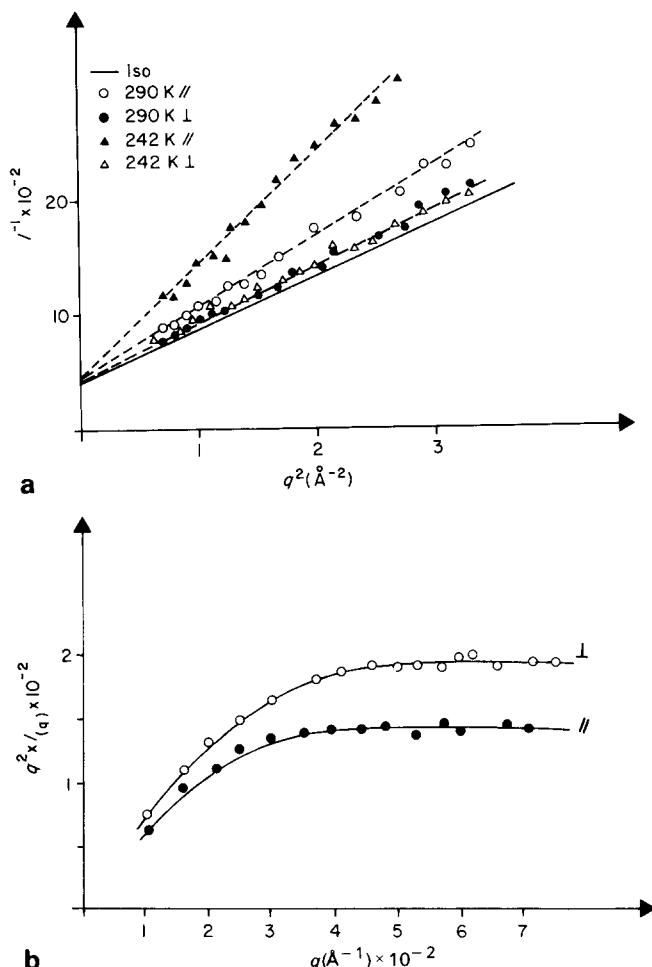 Iso
290 K //
290 K ⊥
242 K //
242 K ⊥
I⁻¹ × 10⁻²
20
10
1
2
3
q² (Å⁻²)
a
q² × I(q) × 10⁻²
2
1
⊥
//
1
2
3
4
5
6
7
q(Å⁻¹) × 10⁻²
b